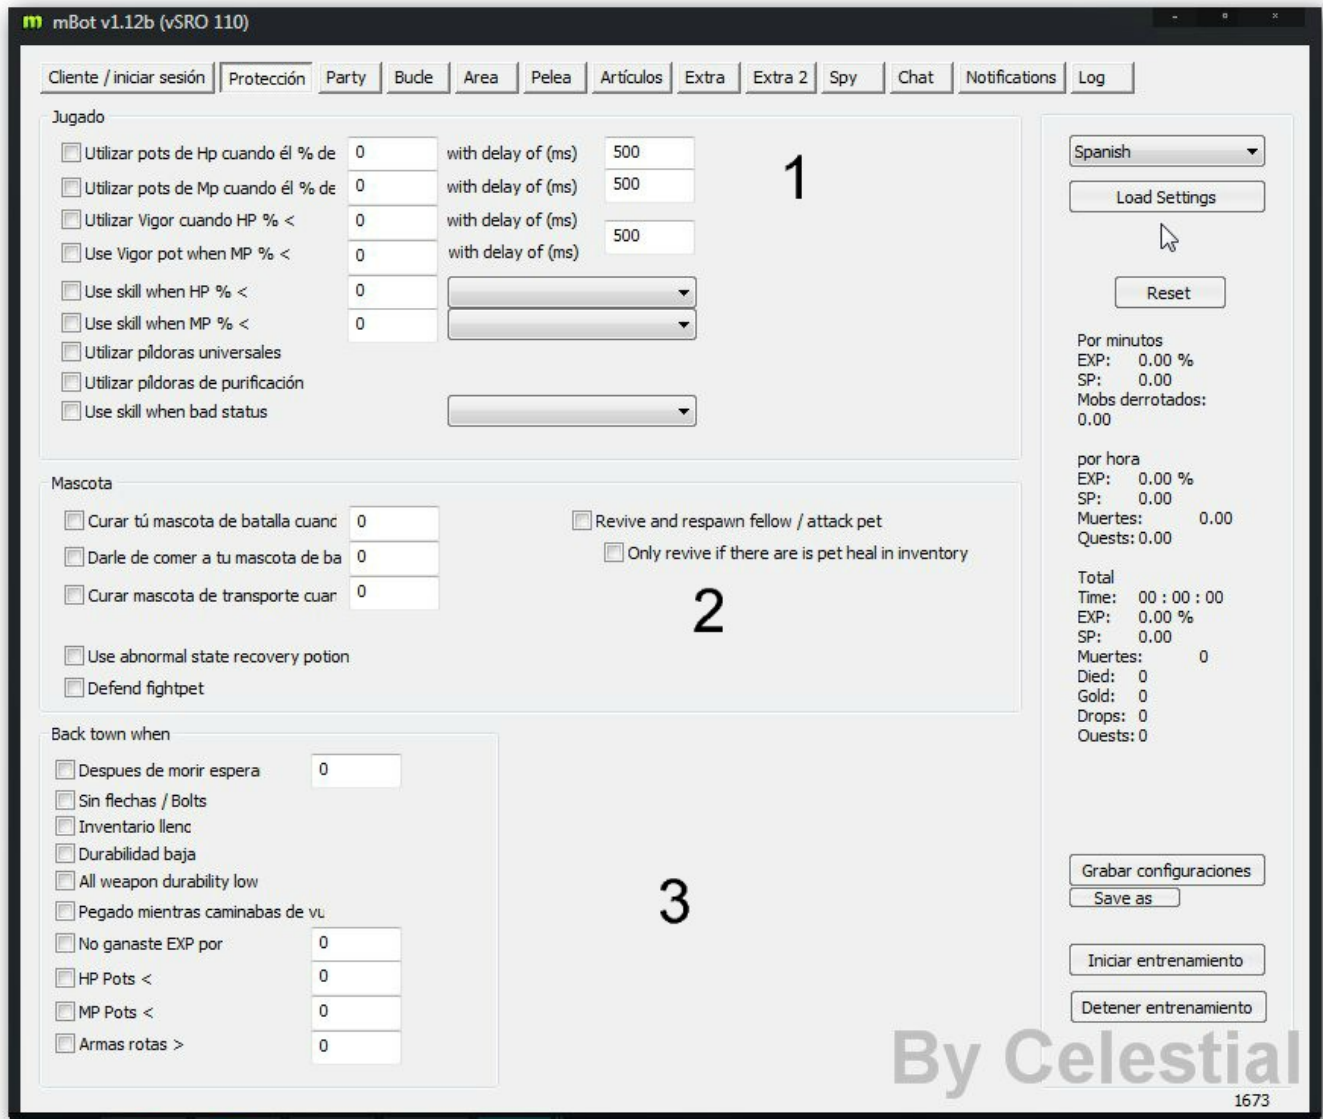 mBot v1.12b (vSRO 110)
Cliente / iniciar sesión Protección Party Bucle Area Pelea Artículos Extra Extra 2 Spy Chat Notifications Log
Jugado
Utilizar pots de Hp cuando él % de 0 with delay of (ms) 500
Utilizar pots de Mp cuando él % de 0 with delay of (ms) 500
Utilizar Vigor cuando HP % < 0 with delay of (ms)
500
Use Vigor pot when MP % < 0 with delay of (ms)
Use skill when HP % < 0
Use skill when MP % < 0
Utilizar píldoras universales
Utilizar píldoras de purificación
Use skill when bad status
1
Mascota
Curar tú mascota de batalla cuand 0 Revive and respawn fellow / attack pet
Darle de comer a tu mascota de ba 0 Only revive if there are is pet heal in inventory
Curar mascota de transporte cuar 0
2
Use abnormal state recovery potion
Defend fightpet
Back town when
Despues de morir espera 0
Sin flechas / Bolts
Inventario llenc
Durabilidad baja
All weapon durability low
Pegado mientras caminabas de vu
No ganaste EXP por 0
HP Pots < 0
MP Pots < 0
Armas rotas > 0
3
Spanish
Load Settings
Reset
Por minutos
EXP: 0.00 %
SP: 0.00
Mobs derrotados:
0.00
por hora
EXP: 0.00 %
SP: 0.00
Muertes: 0.00
Quests: 0.00
Total
Time: 00 : 00 : 00
EXP: 0.00 %
SP: 0.00
Muertes: 0
Died: 0
Gold: 0
Drops: 0
Quests: 0
Grabar configuraciones
Save as
Iniciar entrenamiento
Detener entrenamiento
By Celestial
1673